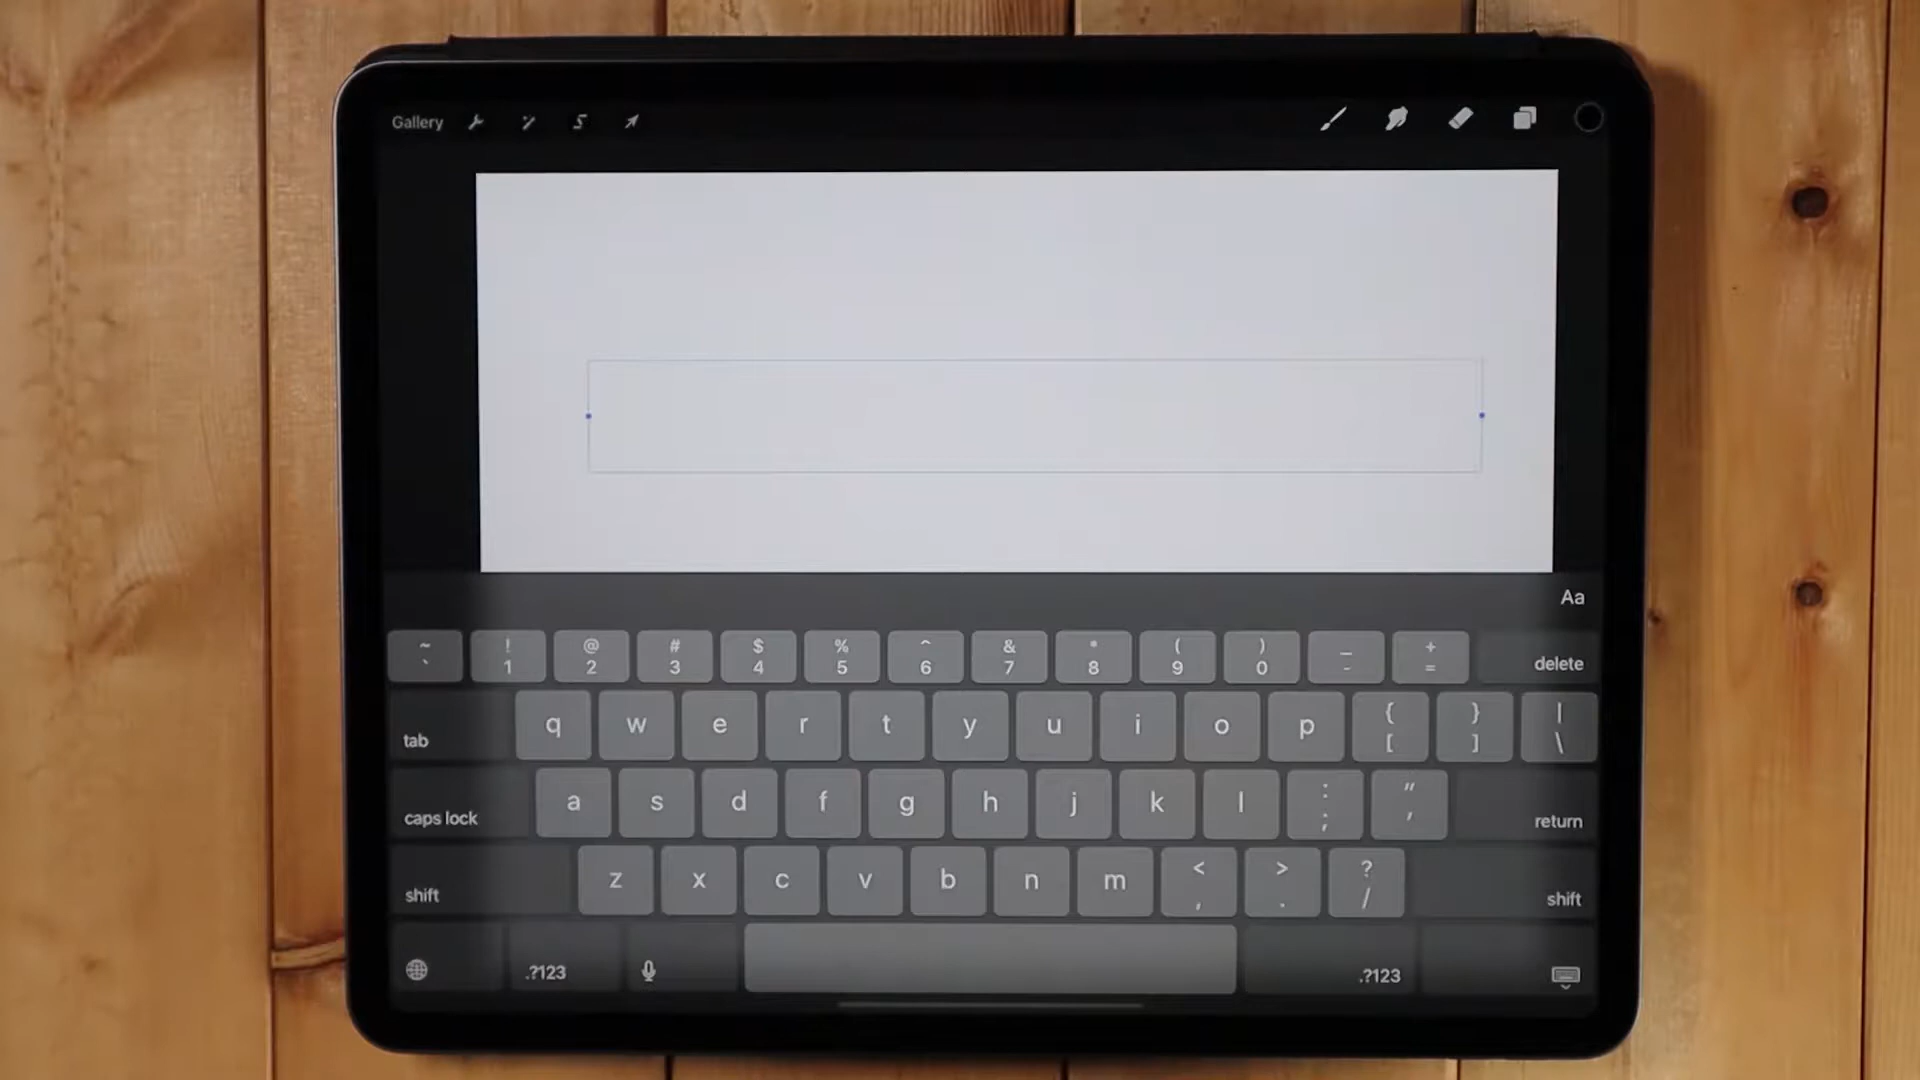 Gallery
Aa
~ ! @ # $ % ^ & * ( ) _ +
` 1 2 3 4 5 6 7 8 9 0 - = delete
{ } |
tab q w e r t y u i o p [ ] \
: "
caps lock a s d f g h j k l ; ' return
< > ?
shift z x c v b n m , . / shift
.?123 .?123